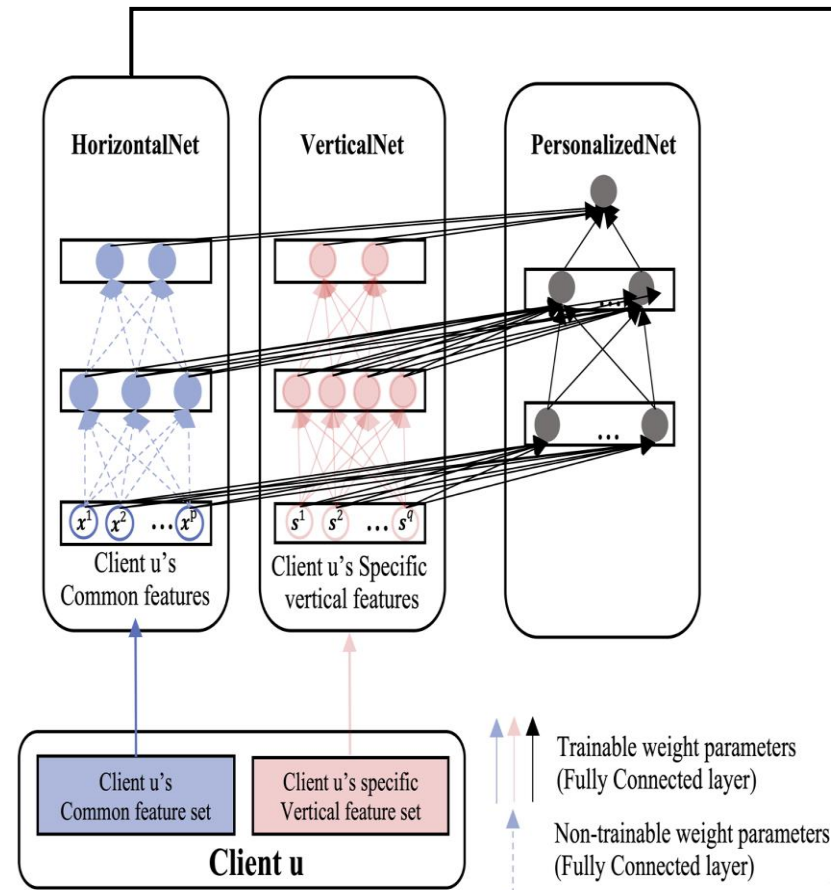 HorizontalNet
VerticalNet
PersonalizedNet
...
...
x¹ x² ... xᵖ
s¹ s² ... s^q
Client u's
Common features
Client u's Specific
vertical features
Client u's
Common feature set
Client u's specific
Vertical feature set
Client u
Trainable weight parameters
(Fully Connected layer)
Non-trainable weight parameters
(Fully Connected layer)